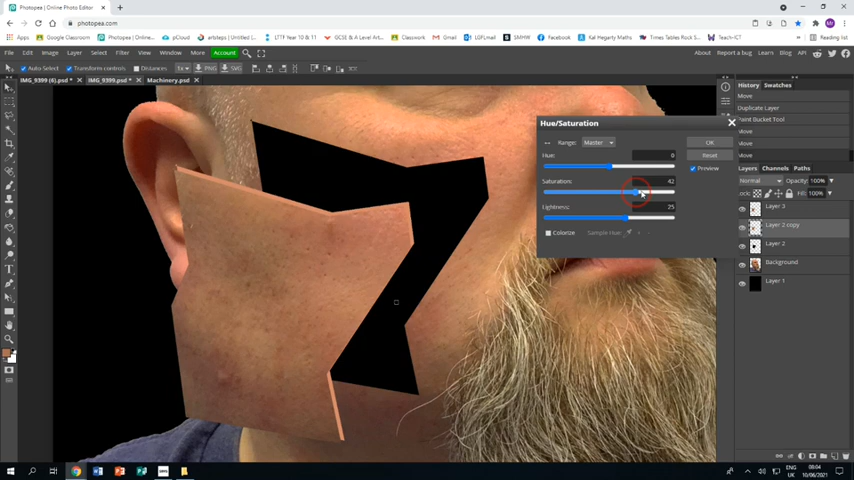 Photopea | Online Photo Editor
photopea.com
Apps Google Classroom Photopea | Online P... pCloud artsteps | Untitled | ... LTTF Year 10 & 11 GCSE & A Level Art... Classroom Gmail LGFLmail SMHW Facebook Kal Hegarty Maths Times Tables Rock St... Teach-ICT Reading list
File Edit Image Layer Select Filter View Window More Account About Report a bug Learn Blog
Auto-Select Transform controls Distances 1x PNG SVG
IMG_9399 (6).psd * IMG_9399.psd * Machinery.psd
History Swatches
Move
Duplicate Layer
Paint Bucket Tool
Move
Move
Move
Hue/Saturation
Range: Master OK
Hue: 0 Reset
Preview
Saturation: 42
Lightness: 25
Colorize Sample Hue
Layers Channels Paths
Normal Opacity: 100%
Lock: Fill: 100%
Layer 3
Layer 2 copy
Layer 2
Background
Layer 1
ENG
UK
08:04
10/06/2021